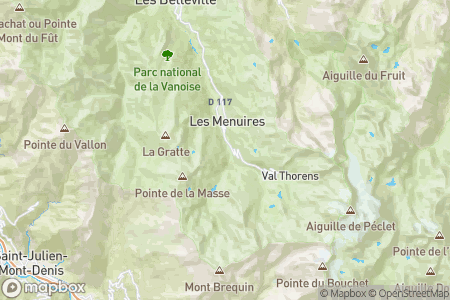 Les Belleville
achat ou Pointe
Mont du Fût
Parc national
de la Vanoise
Aiguille du Fruit
D 117
Les Menuires
Pointe du Vallon
La Gratte
Val Thorens
Pointe de la Masse
Aiguille de Péclet
Pointe de l'
Saint-Julien-
Mont-Denis
Mont Brequin
Pointe du Bouchet
Aiguille D
mapbox
© Mapbox © OpenStreetMap